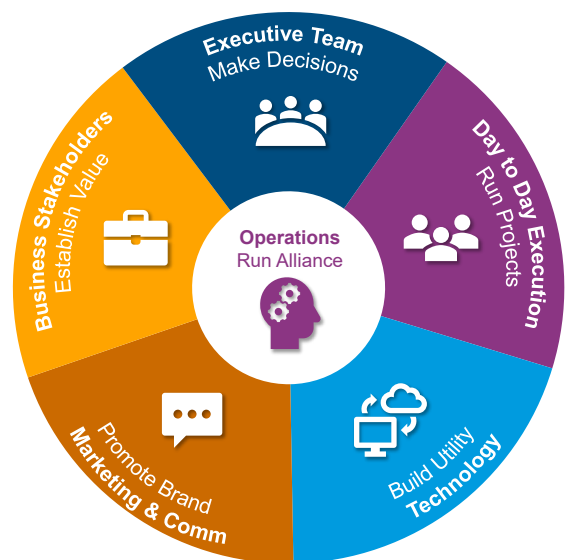 Executive Team
Make Decisions
Day to Day Execution
Run Projects
Build Utility
Technology
Promote Brand
Marketing & Comm
Business Stakeholders
Establish Value
Operations
Run Alliance